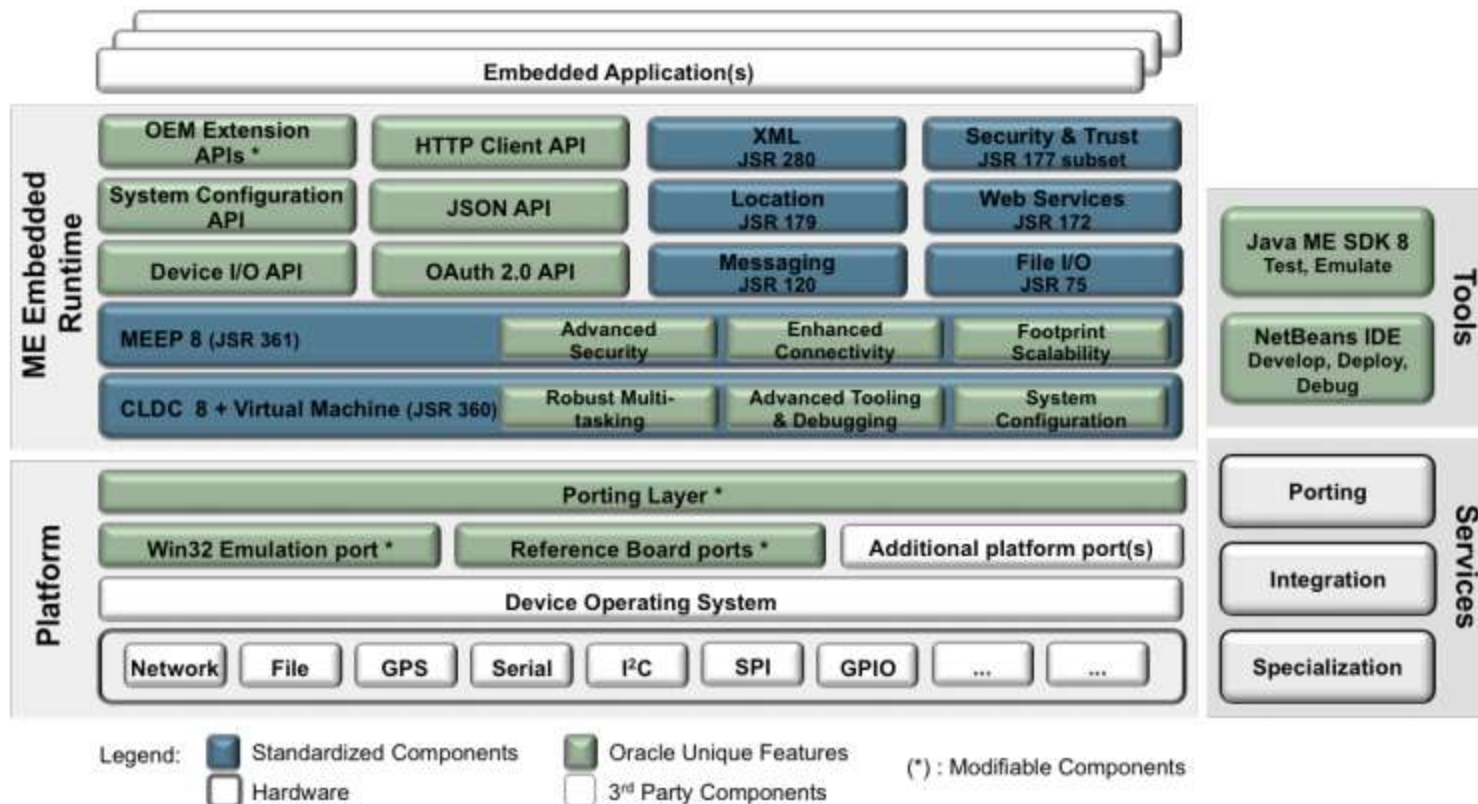 Embedded Application(s)
ME Embedded
Runtime
OEM Extension
APIs *
HTTP Client API
XML
JSR 280
Security & Trust
JSR 177 subset
System Configuration
API
JSON API
Location
JSR 179
Web Services
JSR 172
Device I/O API
OAuth 2.0 API
Messaging
JSR 120
File I/O
JSR 75
MEEP 8 (JSR 361)
Advanced
Security
Enhanced
Connectivity
Footprint
Scalability
CLDC 8 + Virtual Machine (JSR 360)
Robust Multi-
tasking
Advanced Tooling
& Debugging
System
Configuration
Tools
Java ME SDK 8
Test, Emulate
NetBeans IDE
Develop, Deploy,
Debug
Platform
Porting Layer *
Win32 Emulation port *
Reference Board ports *
Additional platform port(s)
Device Operating System
Network
File
GPS
Serial
I²C
SPI
GPIO
...
...
Services
Porting
Integration
Specialization
Legend:
Standardized Components
Oracle Unique Features
(*) : Modifiable Components
Hardware
3rd Party Components